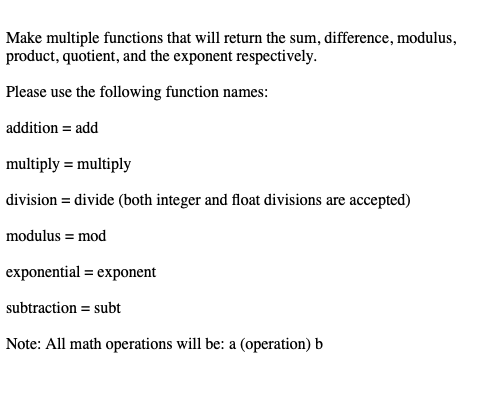 Make multiple functions that will return the sum, difference, modulus,
product, quotient, and the exponent respectively.
Please use the following function names:
addition = add
multiply = multiply
division = divide (both integer and float divisions are accepted)
modulus = mod
exponential = exponent
subtraction = subt
Note: All math operations will be: a (operation) b